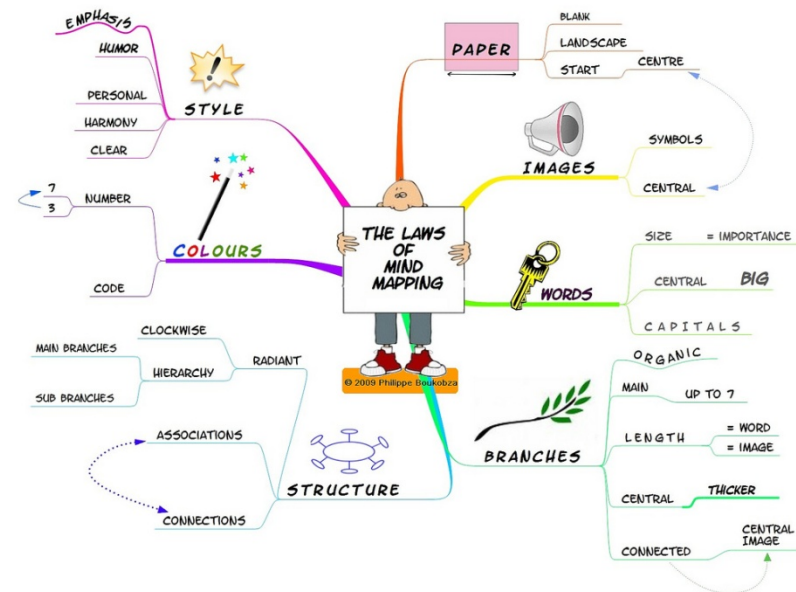 THE LAWS
OF
MIND
MAPPING
© 2009 Philippe Boukobza
PAPER
BLANK
LANDSCAPE
START
CENTRE
IMAGES
SYMBOLS
CENTRAL
WORDS
SIZE = IMPORTANCE
CENTRAL BIG
CAPITALS
BRANCHES
ORGANIC
MAIN
UP TO 7
LENGTH
= WORD
= IMAGE
CENTRAL
THICKER
CONNECTED
CENTRAL
IMAGE
STRUCTURE
RADIANT
CLOCKWISE
HIERARCHY
MAIN BRANCHES
SUB BRANCHES
ASSOCIATIONS
CONNECTIONS
COLOURS
NUMBER
7
3
CODE
STYLE
EMPHASIS
HUMOR
PERSONAL
HARMONY
CLEAR